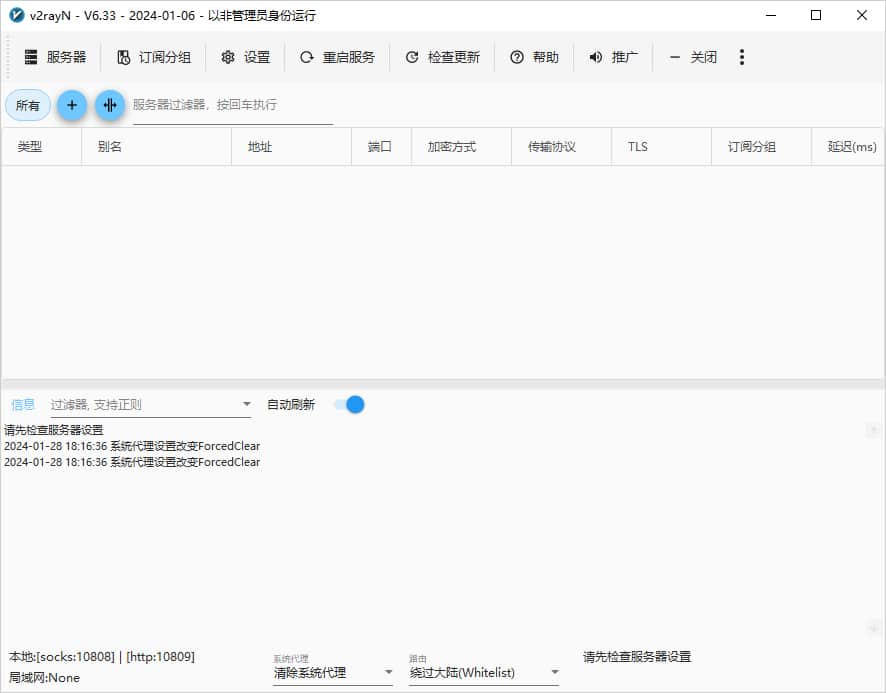 v2rayN - V6.33 - 2024-01-06 - 以非管理员身份运行
服务器 订阅分组 设置 重启服务 检查更新 帮助 推广 关闭
所有 服务器过滤器，按回车执行
类型 别名 地址 端口 加密方式 传输协议 TLS 订阅分组 延迟(ms)
信息 过滤器, 支持正则 自动刷新
请先检查服务器设置
2024-01-28 18:16:36 系统代理设置改变ForcedClear
2024-01-28 18:16:36 系统代理设置改变ForcedClear
本地:[socks:10808] | [http:10809]
局域网:None
系统代理
清除系统代理
路由
绕过大陆(Whitelist)
请先检查服务器设置